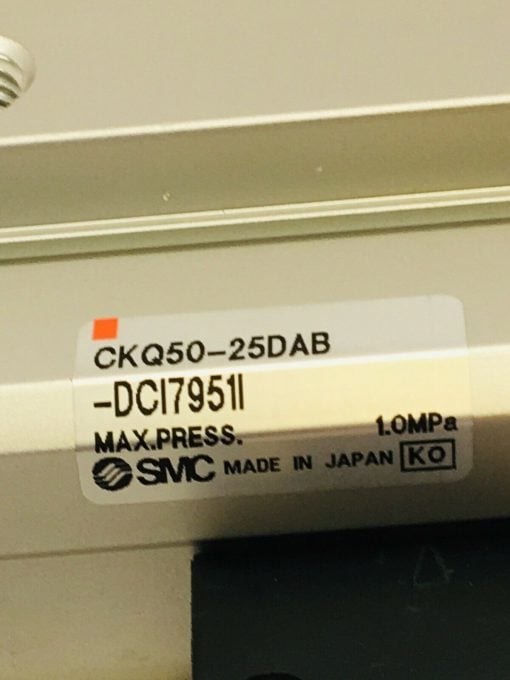 CKQ50-25DAB
-DCI7951I
MAX.PRESS. 1.0MPa
SMC MADE IN JAPAN KO